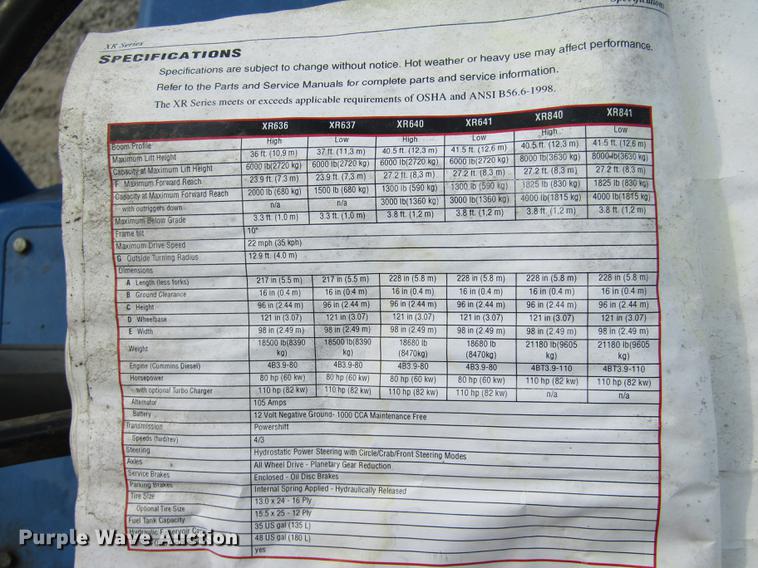 Specifications
XR Series
SPECIFICATIONS
Specifications are subject to change without notice. Hot weather or heavy use may affect performance.
Refer to the Parts and Service Manuals for complete parts and service information.
The XR Series meets or exceeds applicable requirements of OSHA and ANSI B56.6-1998.
XR636 XR637 XR640 XR641 XR840 XR841
Boom Profile High Low High Low High Low
Maximum Lift Height 36 ft. (10,9 m) 37 ft. (11,3 m) 40.5 ft. (12,3 m) 41.5 ft. (12,6 m) 40.5 ft. (12,3 m) 41.5 ft. (12,6 m)
Capacity at Maximum Lift Height 6000 lb(2720 kg) 6000 lb(2720 kg) 6000 lb(2720 kg) 6000 lb(2720 kg) 8000 lb(3630 kg) 8000 lb(3630 kg)
F Maximum Forward Reach 23.9 ft. (7.3 m) 23.9 ft. (7.3 m) 27.2 ft. (8.3 m) 27.2 ft. (8.3 m) 27.2 ft. (8.3 m) 27.2 ft. (8.3 m)
Capacity at Maximum Forward Reach 2000 lb (680 kg) 1500 lb (680 kg) 1300 lb (590 kg) 1300 lb (590 kg) 1825 lb (830 kg) 1825 lb (830 kg)
with outriggers down n/a n/a 3000 lb(1360 kg) 3000 lb(1360 kg) 4000 lb(1815 kg) 4000 lb(1815 kg)
Maximum Below Grade 3.3 ft. (1,0 m) 3.3 ft. (1,0 m) 3.8 ft. (1,2 m) 3.8 ft. (1,2 m) 3.8 ft. (1,2 m) 3.8 ft. (1,2 m)
Frame tilt 10°
Maximum Drive Speed 22 mph (35 kph)
G Outside Turning Radius 12.9 ft. (4.0 m)
Dimensions
A Length (less forks) 217 in (5.5 m) 217 in (5.5 m) 228 in (5.8 m) 228 in (5.8 m) 228 in (5.8 m) 228 in (5.8 m)
B Ground Clearance 16 in (0.4 m) 16 in (0.4 m) 16 in (0.4 m) 16 in (0.4 m) 16 in (0.4 m) 16 in (0.4 m)
C Height 96 in (2.44 m) 96 in (2.44 m) 96 in (2.44 m) 96 in (2.44 m) 96 in (2.44 m) 96 in (2.44 m)
D Wheelbase 121 in (3.07) 121 in (3.07) 121 in (3.07) 121 in (3.07) 121 in (3.07) 121 in (3.07)
E Width 98 in (2.49 m) 98 in (2.49 m) 98 in (2.49 m) 98 in (2.49 m) 98 in (2.49 m) 98 in (2.49 m)
Weight 18500 lb(8390 kg) 18500 lb(8390 kg) 18680 lb (8470kg) 18680 lb (8470kg) 21180 lb(9605 kg) 21180 lb(9605 kg)
Engine (Cummins Diesel) 4B3.9-80 4B3.9-80 4B3.9-80 4B3.9-80 4BT3.9-110 4BT3.9-110
Horsepower 80 hp (60 kw) 80 hp (60 kw) 80 hp (60 kw) 80 hp (60 kw) 110 hp (82 kw) 110 hp (82 kw)
with optional Turbo Charger 110 hp (82 kw) 110 hp (82 kw) 110 hp (82 kw) 110 hp (82 kw) n/a n/a
Alternator 105 Amps
Battery 12 Volt Negative Ground- 1000 CCA Maintenance Free
Transmission Powershift
Speeds (fwd/rev) 4/3
Steering Hydrostatic Power Steering with Circle/Crab/Front Steering Modes
Axles All Wheel Drive - Planetary Gear Reduction
Service Brakes Enclosed - Oil Disc Brakes
Parking Brakes Internal Spring Applied - Hydraulically Released
Tire Size 13.0 x 24 - 16 Ply
Optional Tire Size 15.5 x 25 - 12 Ply
Fuel Tank Capacity 35 US gal (135 L)
Hydraulic 48 US gal (180 L)
yes
Purple Wave Auction